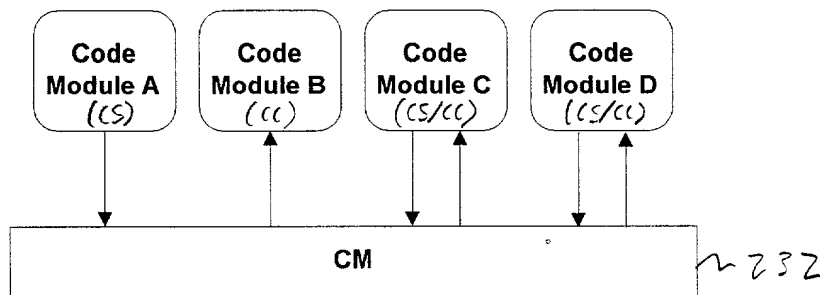 Code
Module A
(CS)
Code
Module B
(CC)
Code
Module C
(CS/CC)
Code
Module D
(CS/CC)
CM
232